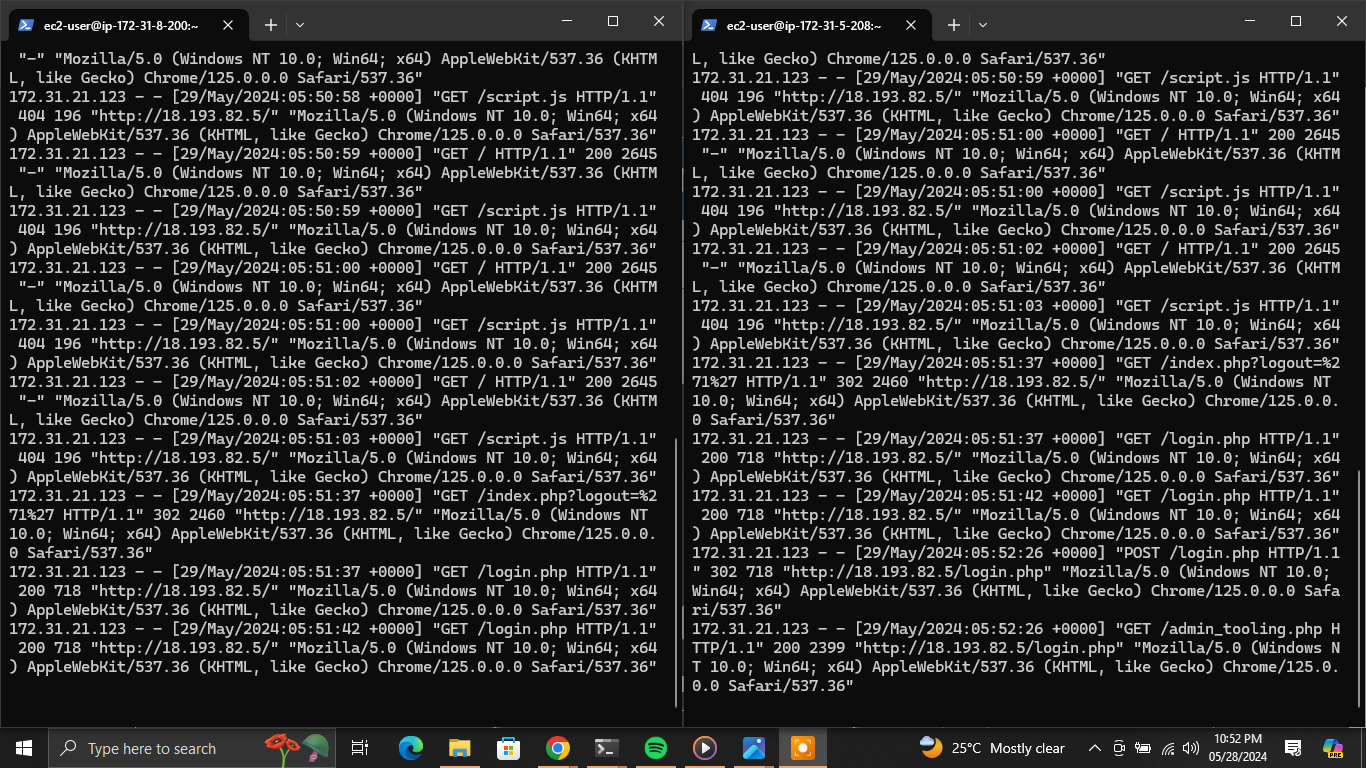 ec2-user@ip-172-31-8-200:~
"-" "Mozilla/5.0 (Windows NT 10.0; Win64; x64) AppleWebKit/537.36 (KHTM
L, like Gecko) Chrome/125.0.0.0 Safari/537.36"
172.31.21.123 - - [29/May/2024:05:50:58 +0000] "GET /script.js HTTP/1.1"
404 196 "http://18.193.82.5/" "Mozilla/5.0 (Windows NT 10.0; Win64; x64
) AppleWebKit/537.36 (KHTML, like Gecko) Chrome/125.0.0.0 Safari/537.36"
172.31.21.123 - - [29/May/2024:05:50:59 +0000] "GET / HTTP/1.1" 200 2645
"-" "Mozilla/5.0 (Windows NT 10.0; Win64; x64) AppleWebKit/537.36 (KHTM
L, like Gecko) Chrome/125.0.0.0 Safari/537.36"
172.31.21.123 - - [29/May/2024:05:50:59 +0000] "GET /script.js HTTP/1.1"
404 196 "http://18.193.82.5/" "Mozilla/5.0 (Windows NT 10.0; Win64; x64
) AppleWebKit/537.36 (KHTML, like Gecko) Chrome/125.0.0.0 Safari/537.36"
172.31.21.123 - - [29/May/2024:05:51:00 +0000] "GET / HTTP/1.1" 200 2645
"-" "Mozilla/5.0 (Windows NT 10.0; Win64; x64) AppleWebKit/537.36 (KHTM
L, like Gecko) Chrome/125.0.0.0 Safari/537.36"
172.31.21.123 - - [29/May/2024:05:51:00 +0000] "GET /script.js HTTP/1.1"
404 196 "http://18.193.82.5/" "Mozilla/5.0 (Windows NT 10.0; Win64; x64
) AppleWebKit/537.36 (KHTML, like Gecko) Chrome/125.0.0.0 Safari/537.36"
172.31.21.123 - - [29/May/2024:05:51:02 +0000] "GET / HTTP/1.1" 200 2645
"-" "Mozilla/5.0 (Windows NT 10.0; Win64; x64) AppleWebKit/537.36 (KHTM
L, like Gecko) Chrome/125.0.0.0 Safari/537.36"
172.31.21.123 - - [29/May/2024:05:51:03 +0000] "GET /script.js HTTP/1.1"
404 196 "http://18.193.82.5/" "Mozilla/5.0 (Windows NT 10.0; Win64; x64
) AppleWebKit/537.36 (KHTML, like Gecko) Chrome/125.0.0.0 Safari/537.36"
172.31.21.123 - - [29/May/2024:05:51:37 +0000] "GET /index.php?logout=%2
71%27 HTTP/1.1" 302 2460 "http://18.193.82.5/" "Mozilla/5.0 (Windows NT
10.0; Win64; x64) AppleWebKit/537.36 (KHTML, like Gecko) Chrome/125.0.0.
0 Safari/537.36"
172.31.21.123 - - [29/May/2024:05:51:37 +0000] "GET /login.php HTTP/1.1"
200 718 "http://18.193.82.5/" "Mozilla/5.0 (Windows NT 10.0; Win64; x64
) AppleWebKit/537.36 (KHTML, like Gecko) Chrome/125.0.0.0 Safari/537.36"
172.31.21.123 - - [29/May/2024:05:51:42 +0000] "GET /login.php HTTP/1.1"
200 718 "http://18.193.82.5/" "Mozilla/5.0 (Windows NT 10.0; Win64; x64
) AppleWebKit/537.36 (KHTML, like Gecko) Chrome/125.0.0.0 Safari/537.36"
ec2-user@ip-172-31-5-208:~
L, like Gecko) Chrome/125.0.0.0 Safari/537.36"
172.31.21.123 - - [29/May/2024:05:50:59 +0000] "GET /script.js HTTP/1.1"
404 196 "http://18.193.82.5/" "Mozilla/5.0 (Windows NT 10.0; Win64; x64
) AppleWebKit/537.36 (KHTML, like Gecko) Chrome/125.0.0.0 Safari/537.36"
172.31.21.123 - - [29/May/2024:05:51:00 +0000] "GET / HTTP/1.1" 200 2645
"-" "Mozilla/5.0 (Windows NT 10.0; Win64; x64) AppleWebKit/537.36 (KHTM
L, like Gecko) Chrome/125.0.0.0 Safari/537.36"
172.31.21.123 - - [29/May/2024:05:51:00 +0000] "GET /script.js HTTP/1.1"
404 196 "http://18.193.82.5/" "Mozilla/5.0 (Windows NT 10.0; Win64; x64
) AppleWebKit/537.36 (KHTML, like Gecko) Chrome/125.0.0.0 Safari/537.36"
172.31.21.123 - - [29/May/2024:05:51:02 +0000] "GET / HTTP/1.1" 200 2645
"-" "Mozilla/5.0 (Windows NT 10.0; Win64; x64) AppleWebKit/537.36 (KHTM
L, like Gecko) Chrome/125.0.0.0 Safari/537.36"
172.31.21.123 - - [29/May/2024:05:51:03 +0000] "GET /script.js HTTP/1.1"
404 196 "http://18.193.82.5/" "Mozilla/5.0 (Windows NT 10.0; Win64; x64
) AppleWebKit/537.36 (KHTML, like Gecko) Chrome/125.0.0.0 Safari/537.36"
172.31.21.123 - - [29/May/2024:05:51:37 +0000] "GET /index.php?logout=%2
71%27 HTTP/1.1" 302 2460 "http://18.193.82.5/" "Mozilla/5.0 (Windows NT
10.0; Win64; x64) AppleWebKit/537.36 (KHTML, like Gecko) Chrome/125.0.0.
0 Safari/537.36"
172.31.21.123 - - [29/May/2024:05:51:37 +0000] "GET /login.php HTTP/1.1"
200 718 "http://18.193.82.5/" "Mozilla/5.0 (Windows NT 10.0; Win64; x64
) AppleWebKit/537.36 (KHTML, like Gecko) Chrome/125.0.0.0 Safari/537.36"
172.31.21.123 - - [29/May/2024:05:51:42 +0000] "GET /login.php HTTP/1.1"
200 718 "http://18.193.82.5/" "Mozilla/5.0 (Windows NT 10.0; Win64; x64
) AppleWebKit/537.36 (KHTML, like Gecko) Chrome/125.0.0.0 Safari/537.36"
172.31.21.123 - - [29/May/2024:05:52:26 +0000] "POST /login.php HTTP/1.1
" 302 718 "http://18.193.82.5/login.php" "Mozilla/5.0 (Windows NT 10.0;
Win64; x64) AppleWebKit/537.36 (KHTML, like Gecko) Chrome/125.0.0.0 Safa
ri/537.36"
172.31.21.123 - - [29/May/2024:05:52:26 +0000] "GET /admin_tooling.php H
TTP/1.1" 200 2399 "http://18.193.82.5/login.php" "Mozilla/5.0 (Windows N
T 10.0; Win64; x64) AppleWebKit/537.36 (KHTML, like Gecko) Chrome/125.0.
0.0 Safari/537.36"
Type here to search
25°C Mostly clear
10:52 PM
05/28/2024
PRE